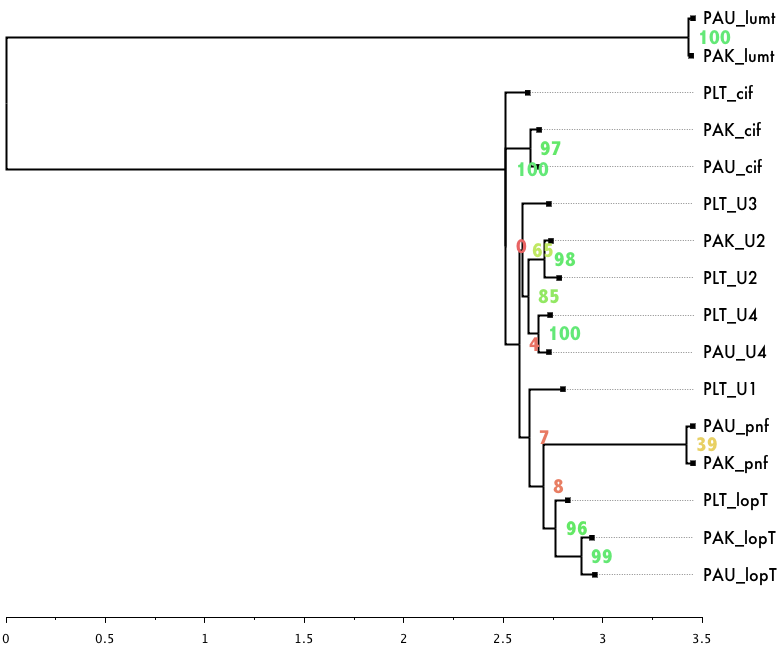 PAU_lumt
100
PAK_lumt
PLT_cif
PAK_cif
97
PAU_cif
100
PLT_U3
PAK_U2
0
65
98
PLT_U2
85
PLT_U4
100
4
PAU_U4
PLT_U1
PAU_pnf
7
39
PAK_pnf
8
PLT_lopT
96
PAK_lopT
99
PAU_lopT
0 0.5 1 1.5 2 2.5 3 3.5